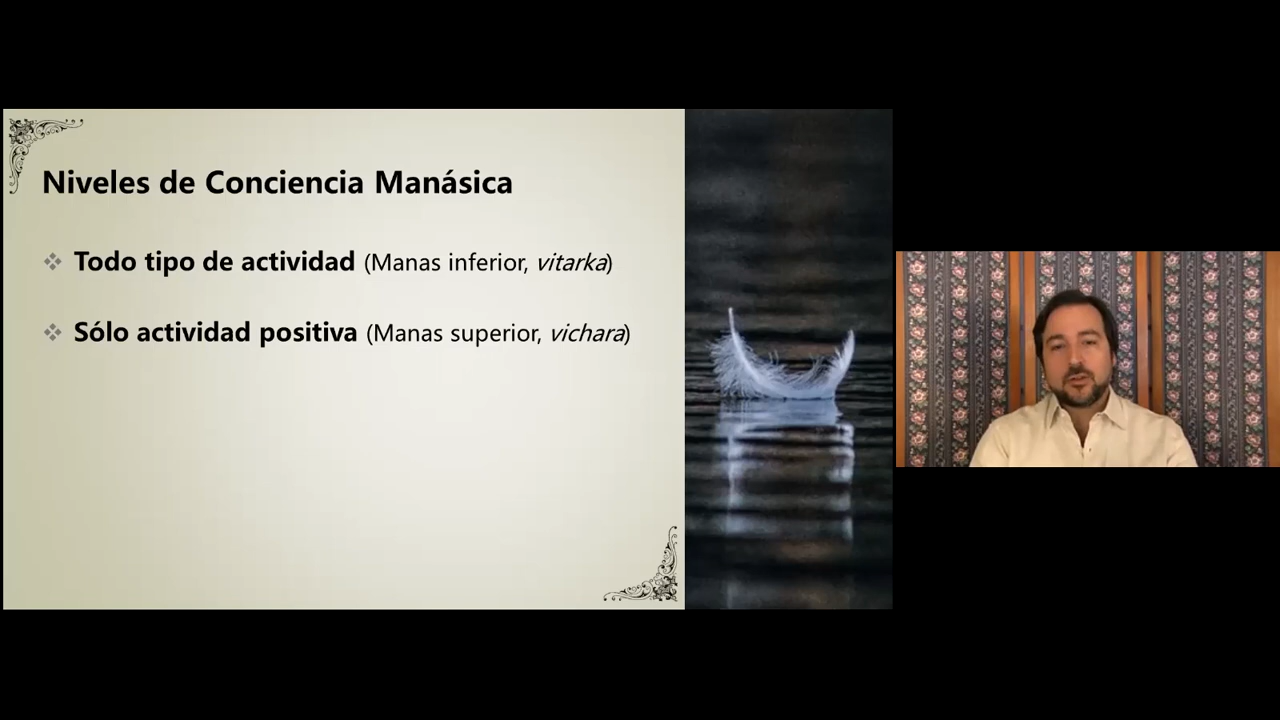 Niveles de Conciencia Manásica
Todo tipo de actividad (Manas inferior, vitarka)
Sólo actividad positiva (Manas superior, vichara)